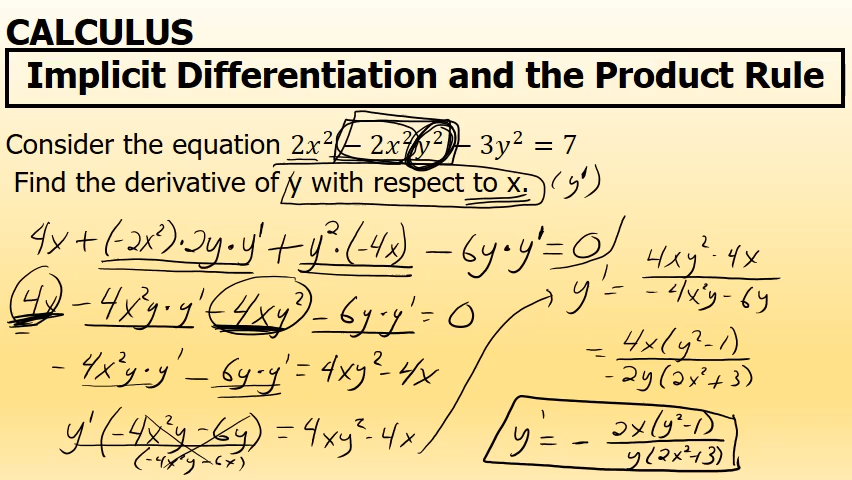 CALCULUS
Implicit Differentiation and the Product Rule
Consider the equation 2x² − 2x²y² − 3y² = 7
Find the derivative of y with respect to x. (y')
4x + (-2x²)·2y·y' + y²·(-4x) − 6y·y' = 0
4x − 4x²y·y' − 4xy² − 6y·y' = 0
− 4x²y·y' − 6y·y' = 4xy² − 4x
y'(−4x²y − 6y) = 4xy² − 4x
(−4x²y − 6x)
y' = (4xy² - 4x)/(−4x²y − 6y)
= 4x(y²−1)/−2y(2x²+3)
y' = − 2x(y²−1)/y(2x²+3)